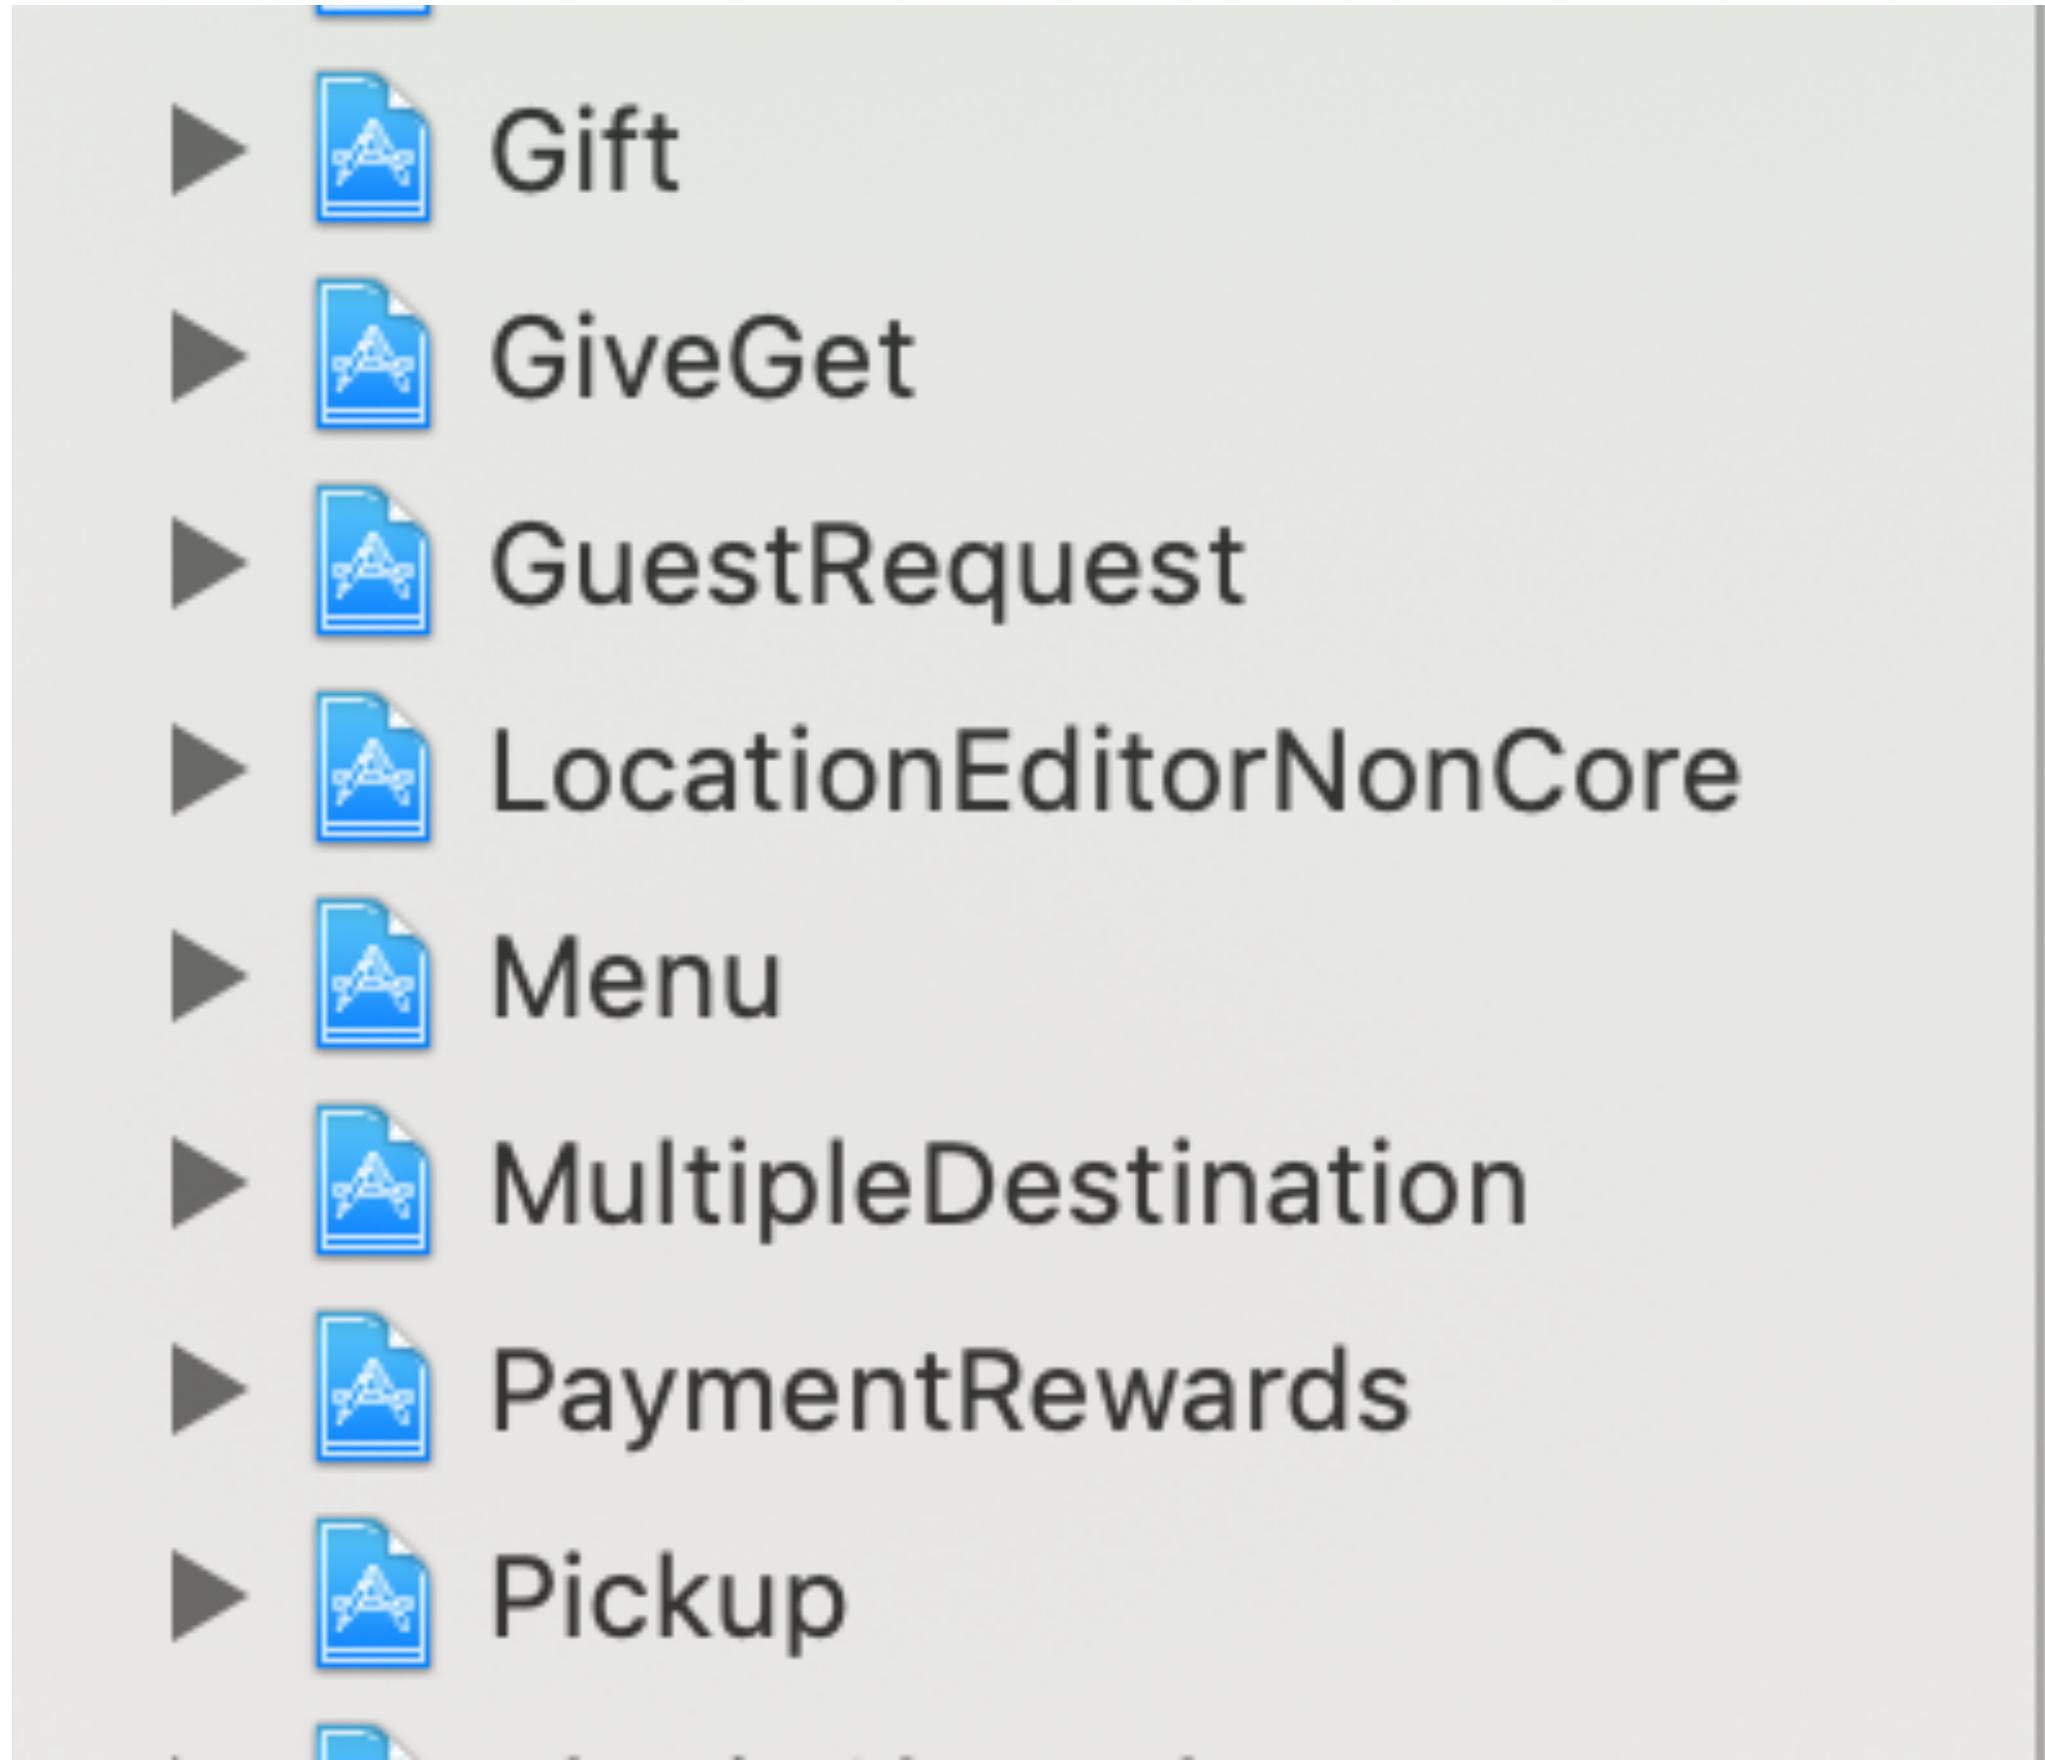 Gift
GiveGet
GuestRequest
LocationEditorNonCore
Menu
MultipleDestination
PaymentRewards
Pickup